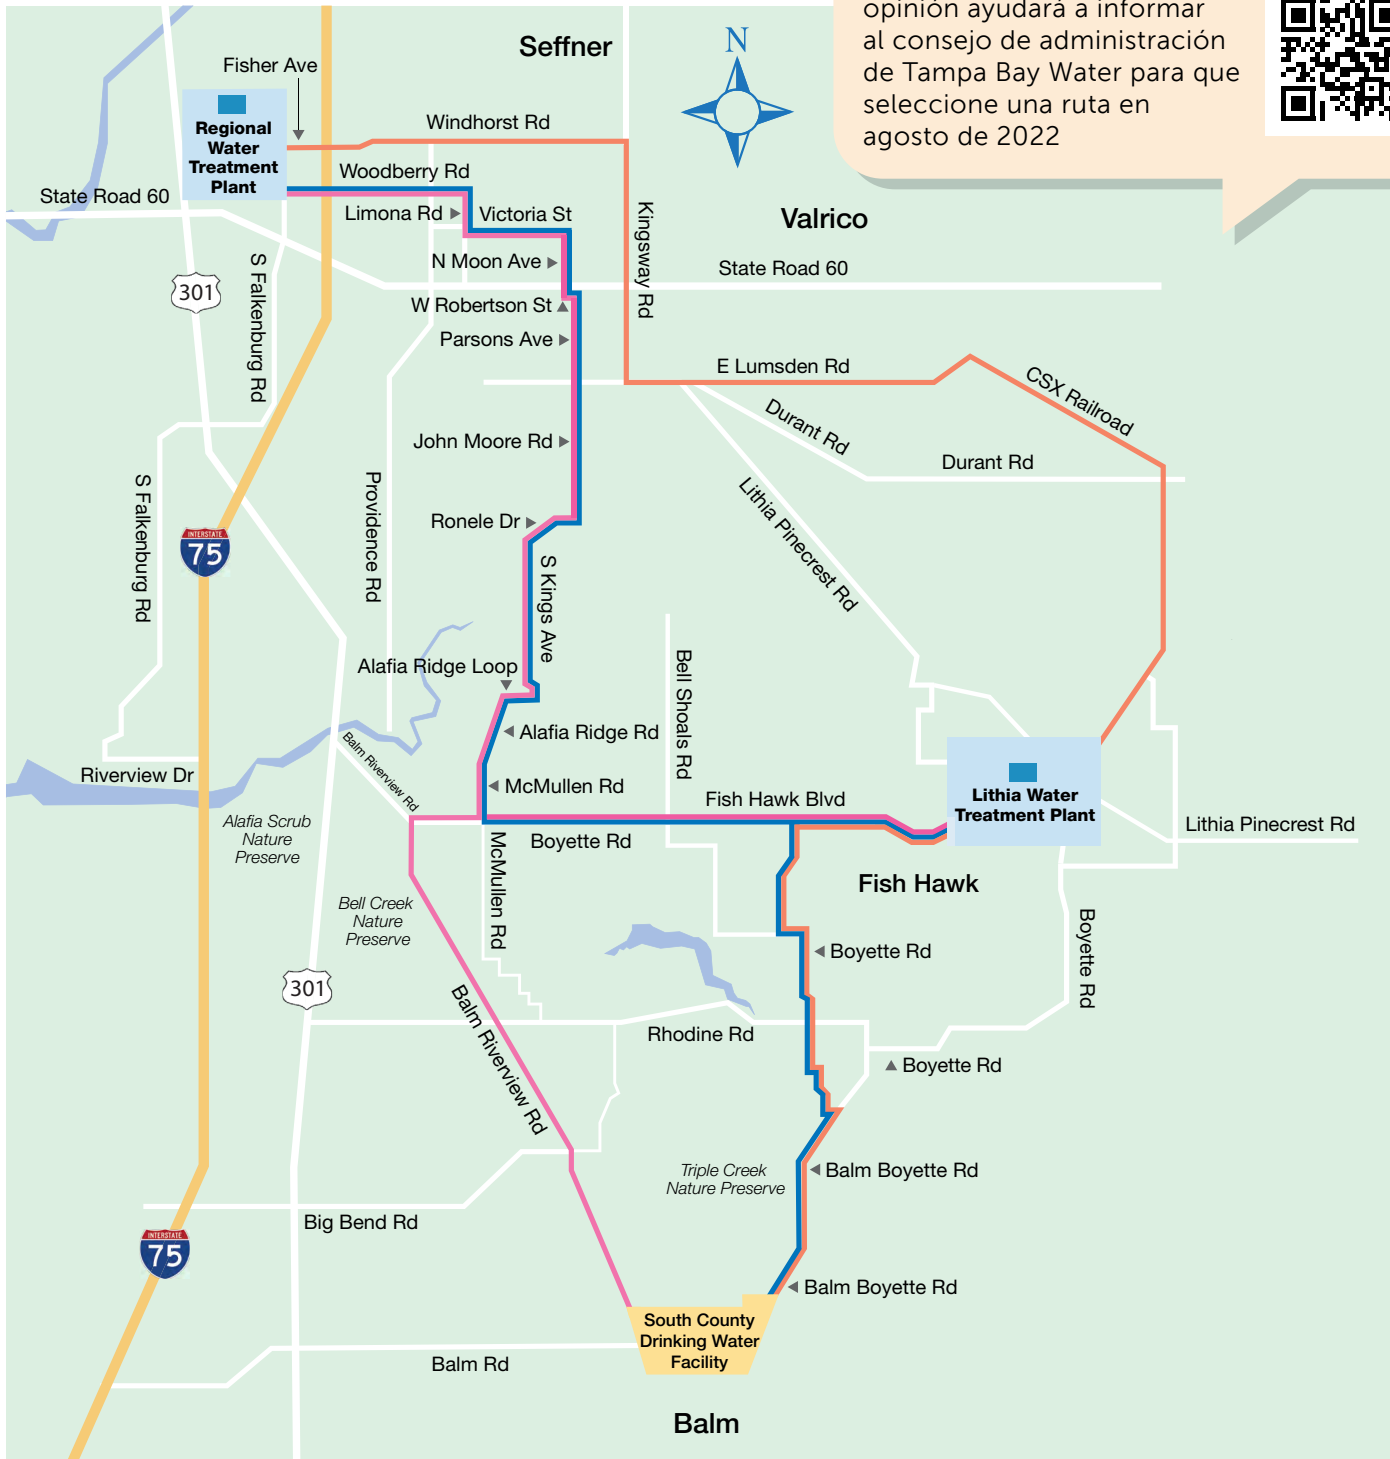 opinión ayudará a informar
al consejo de administración
de Tampa Bay Water para que
seleccione una ruta en
agosto de 2022
N
Seffner
Fisher Ave
Regional
Water
Treatment
Plant
Windhorst Rd
Woodberry Rd
State Road 60
Limona Rd
Victoria St
Valrico
Kingsway Rd
N Moon Ave
S Falkenburg Rd
State Road 60
301
W Robertson St
Parsons Ave
E Lumsden Rd
CSX Railroad
Durant Rd
John Moore Rd
Durant Rd
S Falkenburg Rd
Providence Rd
Lithia Pinecrest Rd
Ronele Dr
INTERSTATE
75
S Kings Ave
Alafia Ridge Loop
Bell Shoals Rd
Alafia Ridge Rd
Balm Riverview Rd
Riverview Dr
McMullen Rd
Fish Hawk Blvd
Lithia Water
Treatment Plant
Lithia Pinecrest Rd
Alafia Scrub
Nature
Preserve
Boyette Rd
McMullen Rd
Fish Hawk
Bell Creek
Nature
Preserve
Boyette Rd
Boyette Rd
301
Balm Riverview Rd
Rhodine Rd
Boyette Rd
Triple Creek
Nature Preserve
Balm Boyette Rd
Big Bend Rd
INTERSTATE
75
Balm Boyette Rd
South County
Drinking Water
Facility
Balm Rd
Balm